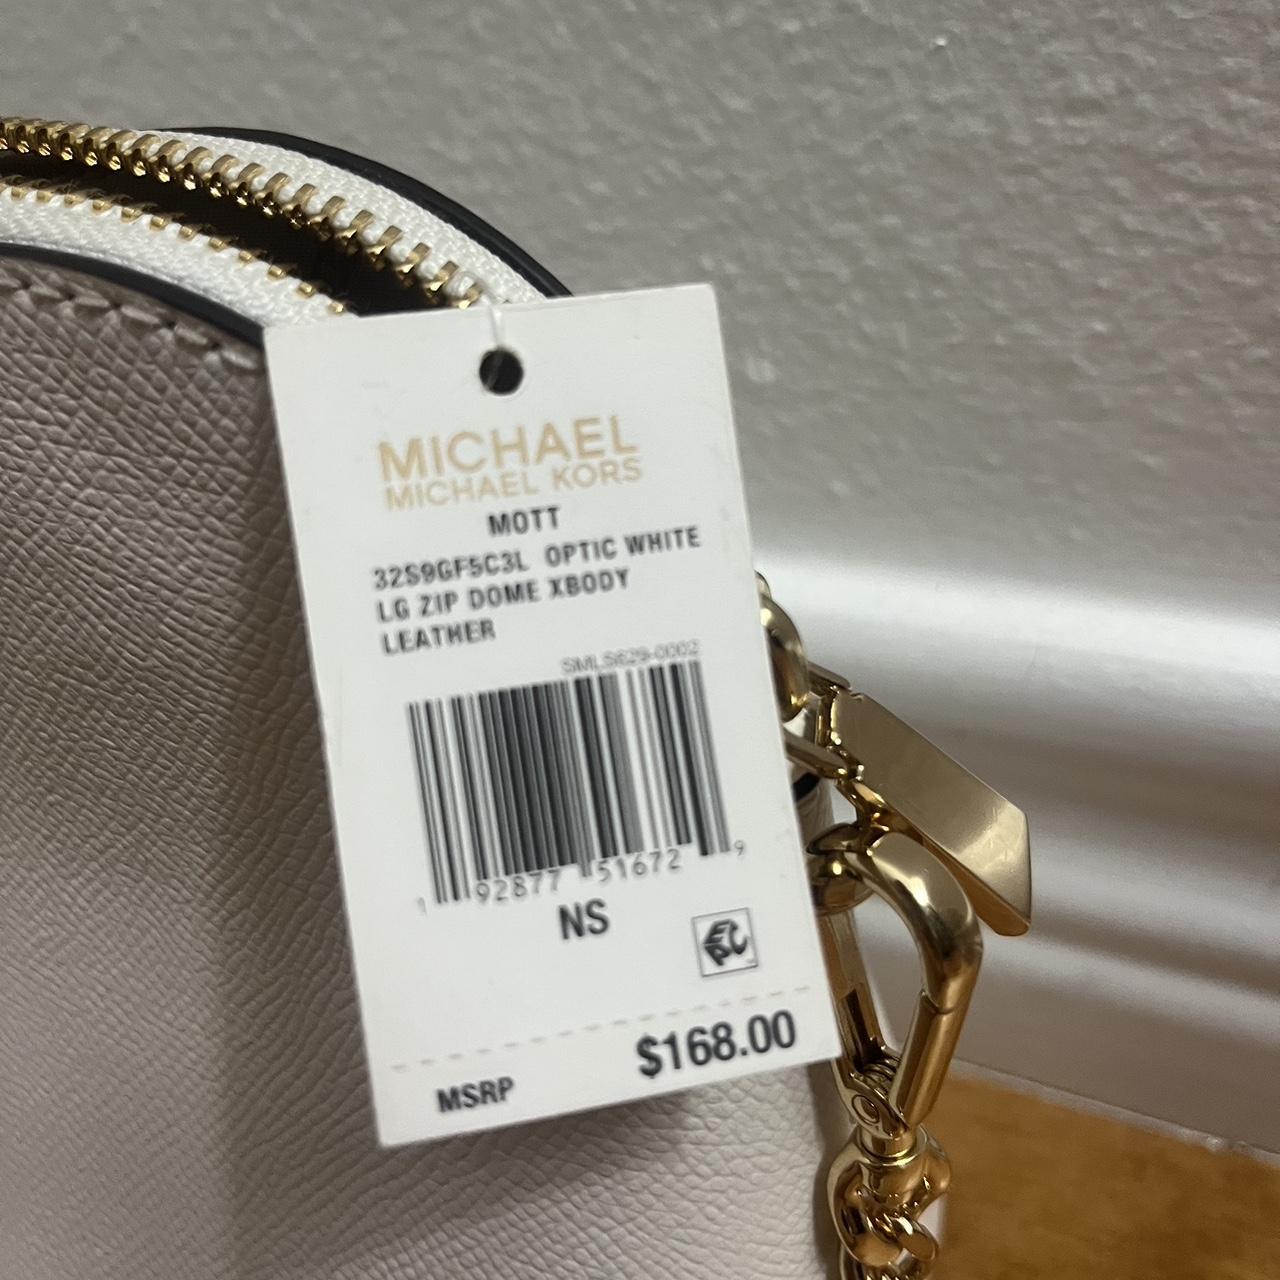 MICHAEL
MICHAEL KORS
MOTT
32S9GF5C3L OPTIC WHITE
LG ZIP DOME XBODY
LEATHER
SMLS629-0002
1 92877 51672 9
NS
EPC
MSRP $168.00